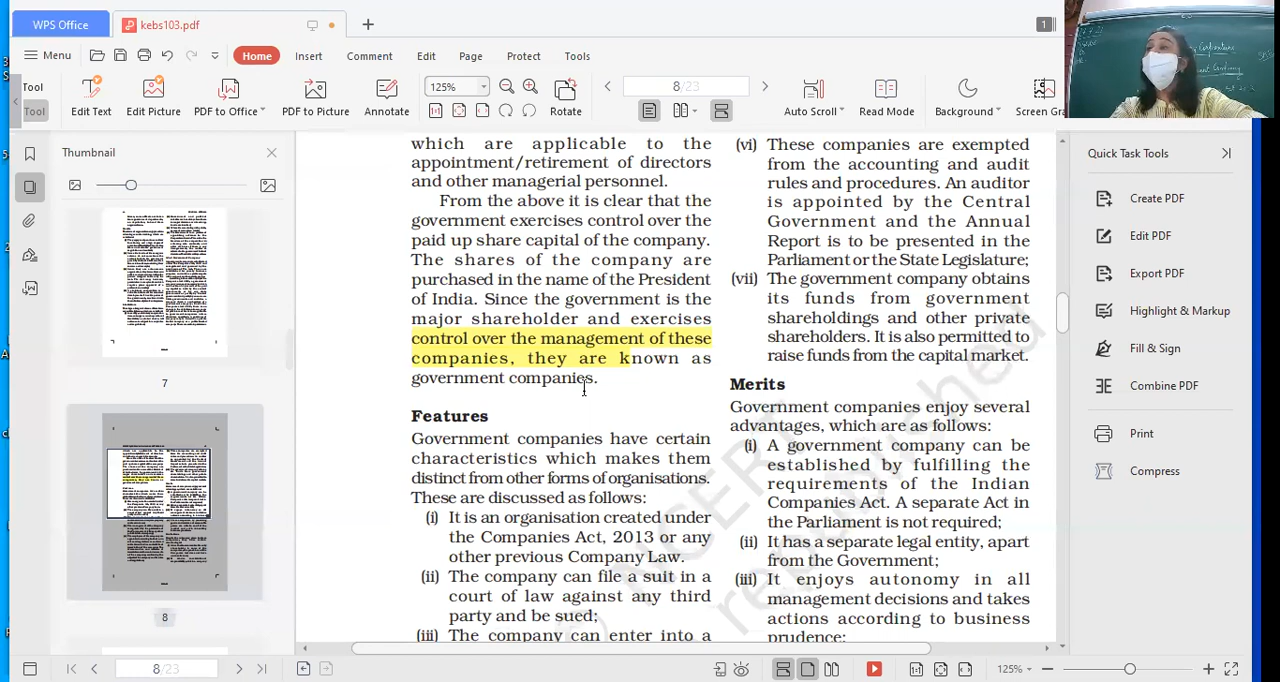 WPS Office
kebs103.pdf
1
Menu
Home
Insert
Comment
Edit
Page
Protect
Tools
Tool
Tool
Edit Text
Edit Picture
PDF to Office
PDF to Picture
Annotate
125%
Rotate
8/23
Auto Scroll
Read Mode
Background
Screen Gra
Thumbnail
7
8
which are applicable to the
appointment/retirement of directors
and other managerial personnel.
From the above it is clear that the
government exercises control over the
paid up share capital of the company.
The shares of the company are
purchased in the name of the President
of India. Since the government is the
major shareholder and exercises
control over the management of these
companies, they are known as
government companies.
Features
Government companies have certain
characteristics which makes them
distinct from other forms of organisations.
These are discussed as follows:
(i) It is an organisation created under
the Companies Act, 2013 or any
other previous Company Law.
(ii) The company can file a suit in a
court of law against any third
party and be sued;
(iii) The company can enter into a
(vi) These companies are exempted
from the accounting and audit
rules and procedures. An auditor
is appointed by the Central
Government and the Annual
Report is to be presented in the
Parliament or the State Legislature;
(vii) The government company obtains
its funds from government
shareholdings and other private
shareholders. It is also permitted to
raise funds from the capital market.
Merits
Government companies enjoy several
advantages, which are as follows:
(i) A government company can be
established by fulfilling the
requirements of the Indian
Companies Act. A separate Act in
the Parliament is not required;
(ii) It has a separate legal entity, apart
from the Government;
(iii) It enjoys autonomy in all
management decisions and takes
actions according to business
prudence;
© NCERT
republished
Quick Task Tools
Create PDF
Edit PDF
Export PDF
Highlight & Markup
Fill & Sign
Combine PDF
Print
Compress
8/23
125%